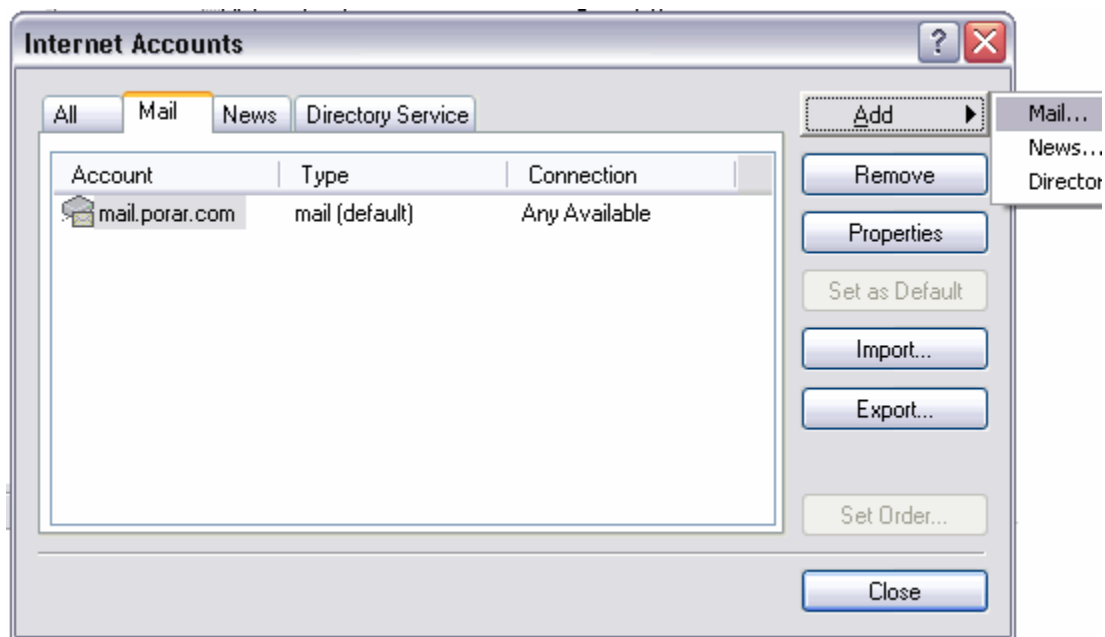 Internet Accounts
All Mail News Directory Service
Add
Mail...
News...
Remove
Account Type Connection
mail.porar.com mail (default) Any Available
Properties
Set as Default
Import...
Export...
Set Order...
Close